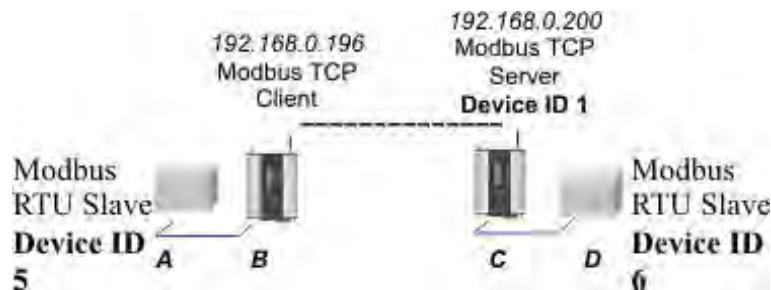 192.168.0.196
Modbus TCP
Client
192.168.0.200
Modbus TCP
Server
Device ID 1
Modbus
RTU Slave
Device ID
5
A
B
C
D
Modbus
RTU Slave
Device ID
6